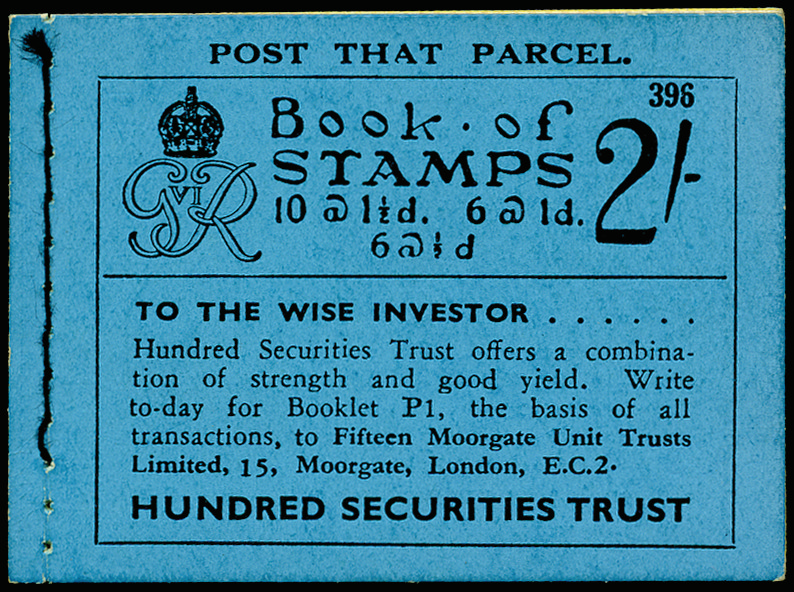 POST THAT PARCEL.
396
Book · of
STAMPS 2/-
10 @ 1½d. 6 @ 1d.
6 @ ½d
G VI R
TO THE WISE INVESTOR . . . . . .
Hundred Securities Trust offers a combina-
tion of strength and good yield. Write
to-day for Booklet P1, the basis of all
transactions, to Fifteen Moorgate Unit Trusts
Limited, 15, Moorgate, London, E.C.2.
HUNDRED SECURITIES TRUST